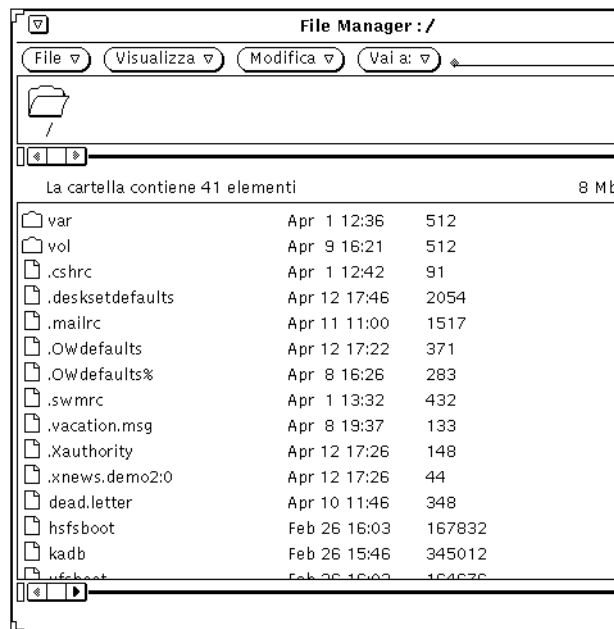 File Manager : /
File Visualizza Modifica Vai a:
/
La cartella contiene 41 elementi 8 Mb
var Apr 1 12:36 512
vol Apr 9 16:21 512
.cshrc Apr 1 12:42 91
.desksetdefaults Apr 12 17:46 2054
.mailrc Apr 11 11:00 1517
.OWdefaults Apr 12 17:22 371
.OWdefaults% Apr 8 16:26 283
.swmrc Apr 1 13:32 432
.vacation.msg Apr 8 19:37 133
.Xauthority Apr 12 17:26 148
.xnews.demo2:0 Apr 12 17:26 44
dead.letter Apr 10 11:46 348
hsfsboot Feb 26 16:03 167832
kadb Feb 26 15:46 345012